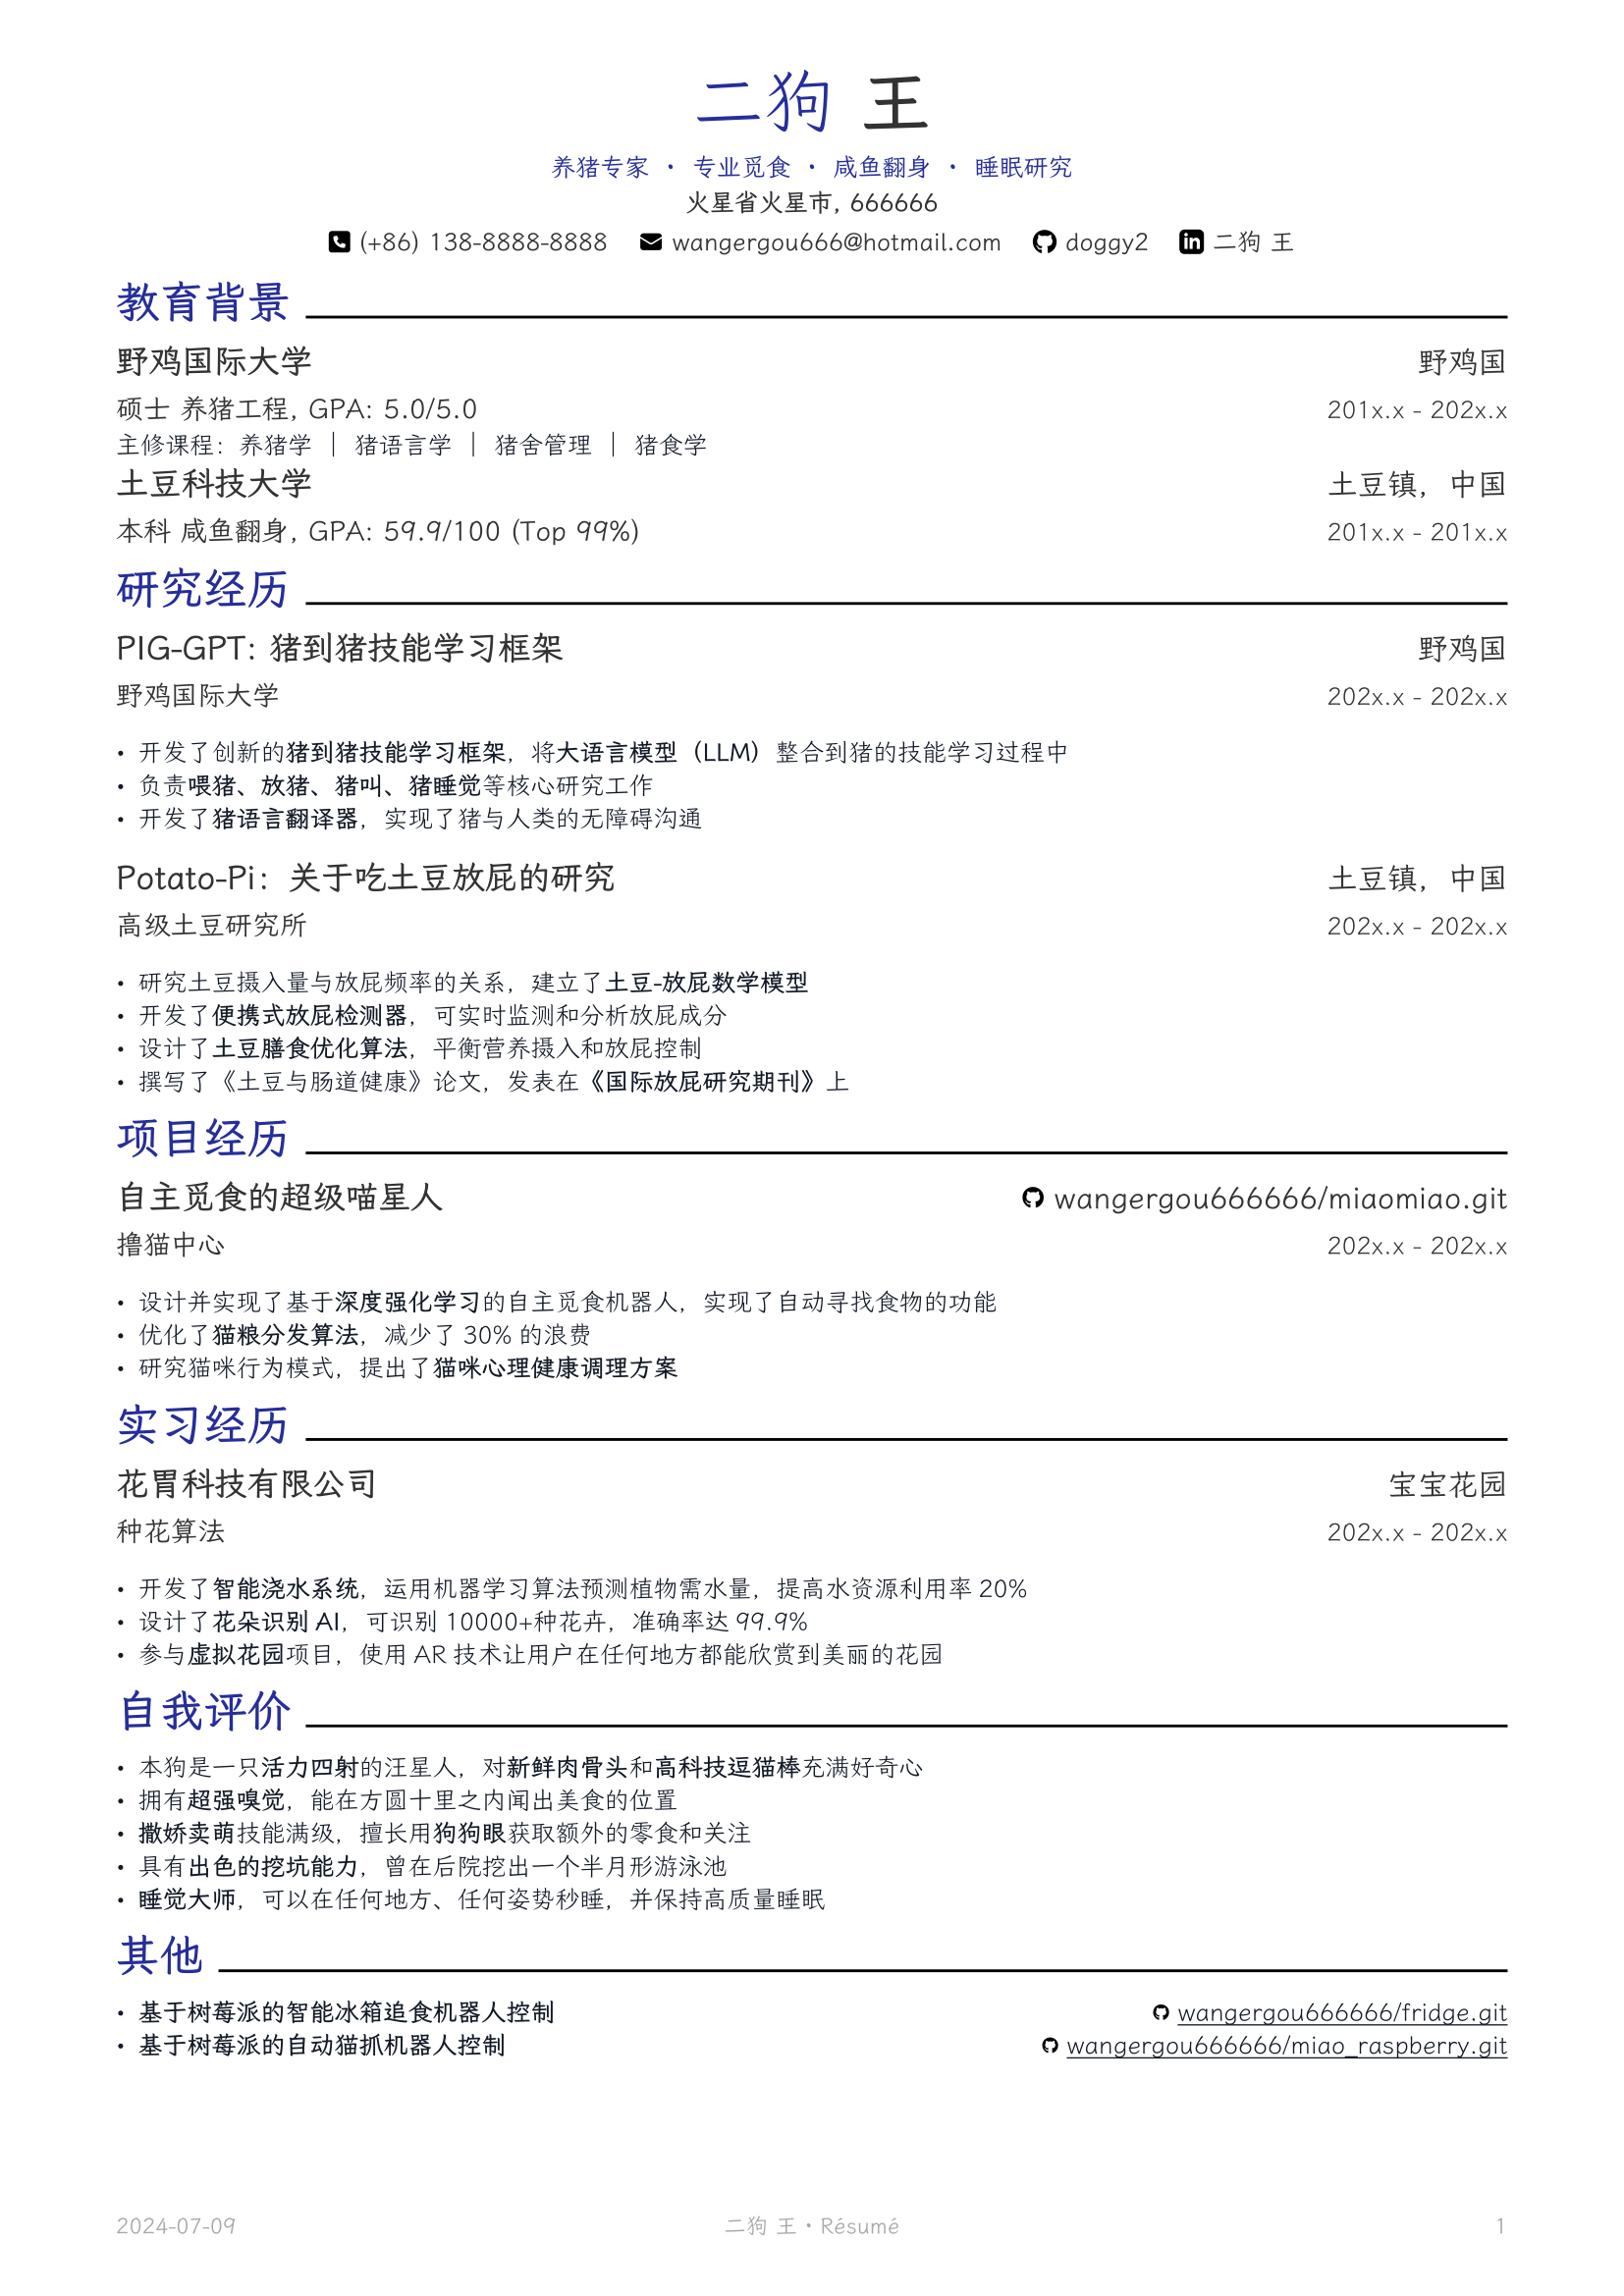 二狗 王
养猪专家 · 专业觅食 · 咸鱼翻身 · 睡眠研究
火星省火星市, 666666
(+86) 138-8888-8888 wangergou666@hotmail.com doggy2 二狗 王
教育背景
野鸡国际大学 野鸡国
硕士 养猪工程, GPA: 5.0/5.0 201x.x - 202x.x
主修课程：养猪学 | 猪语言学 | 猪舍管理 | 猪食学
土豆科技大学 土豆镇，中国
本科 咸鱼翻身, GPA: 59.9/100 (Top 99%) 201x.x - 201x.x
研究经历
PIG-GPT: 猪到猪技能学习框架 野鸡国
野鸡国际大学 202x.x - 202x.x
• 开发了创新的猪到猪技能学习框架，将大语言模型（LLM）整合到猪的技能学习过程中
• 负责喂猪、放猪、猪叫、猪睡觉等核心研究工作
• 开发了猪语言翻译器，实现了猪与人类的无障碍沟通
Potato-Pi：关于吃土豆放屁的研究 土豆镇，中国
高级土豆研究所 202x.x - 202x.x
• 研究土豆摄入量与放屁频率的关系，建立了土豆-放屁数学模型
• 开发了便携式放屁检测器，可实时监测和分析放屁成分
• 设计了土豆膳食优化算法，平衡营养摄入和放屁控制
• 撰写了《土豆与肠道健康》论文，发表在《国际放屁研究期刊》上
项目经历
自主觅食的超级喵星人 wangergou666666/miaomiao.git
撸猫中心 202x.x - 202x.x
• 设计并实现了基于深度强化学习的自主觅食机器人，实现了自动寻找食物的功能
• 优化了猫粮分发算法，减少了 30% 的浪费
• 研究猫咪行为模式，提出了猫咪心理健康调理方案
实习经历
花胃科技有限公司 宝宝花园
种花算法 202x.x - 202x.x
• 开发了智能浇水系统，运用机器学习算法预测植物需水量，提高水资源利用率 20%
• 设计了花朵识别 AI，可识别 10000+种花卉，准确率达 99.9%
• 参与虚拟花园项目，使用 AR 技术让用户在任何地方都能欣赏到美丽的花园
自我评价
• 本狗是一只活力四射的汪星人，对新鲜肉骨头和高科技逗猫棒充满好奇心
• 拥有超强嗅觉，能在方圆十里之内闻出美食的位置
• 撒娇卖萌技能满级，擅长用狗狗眼获取额外的零食和关注
• 具有出色的挖坑能力，曾在后院挖出一个半月形游泳池
• 睡觉大师，可以在任何地方、任何姿势秒睡，并保持高质量睡眠
其他
• 基于树莓派的智能冰箱追食机器人控制 wangergou666666/fridge.git
• 基于树莓派的自动猫抓机器人控制 wangergou666666/miao_raspberry.git
2024-07-09 二狗 王 · Résumé 1